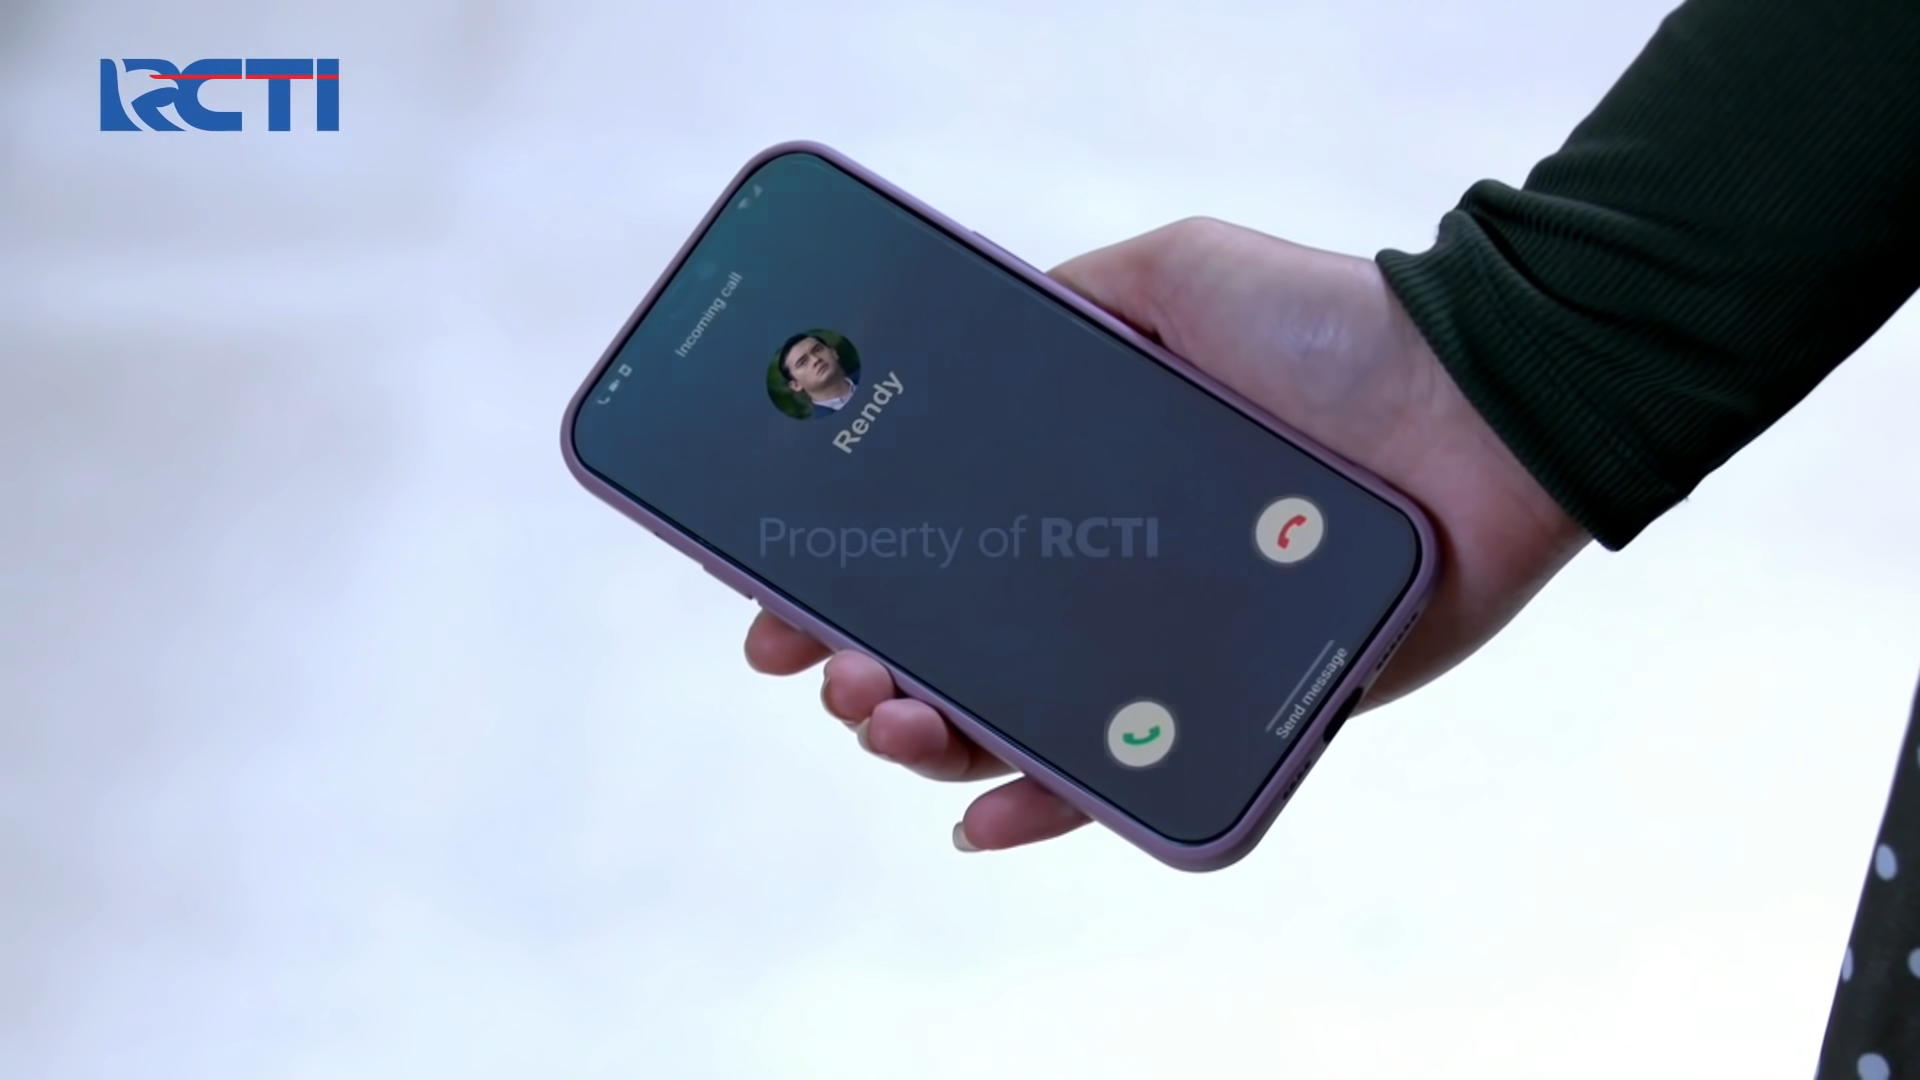 RCTI
Incoming call
Rendy
Property of RCTI
Send message